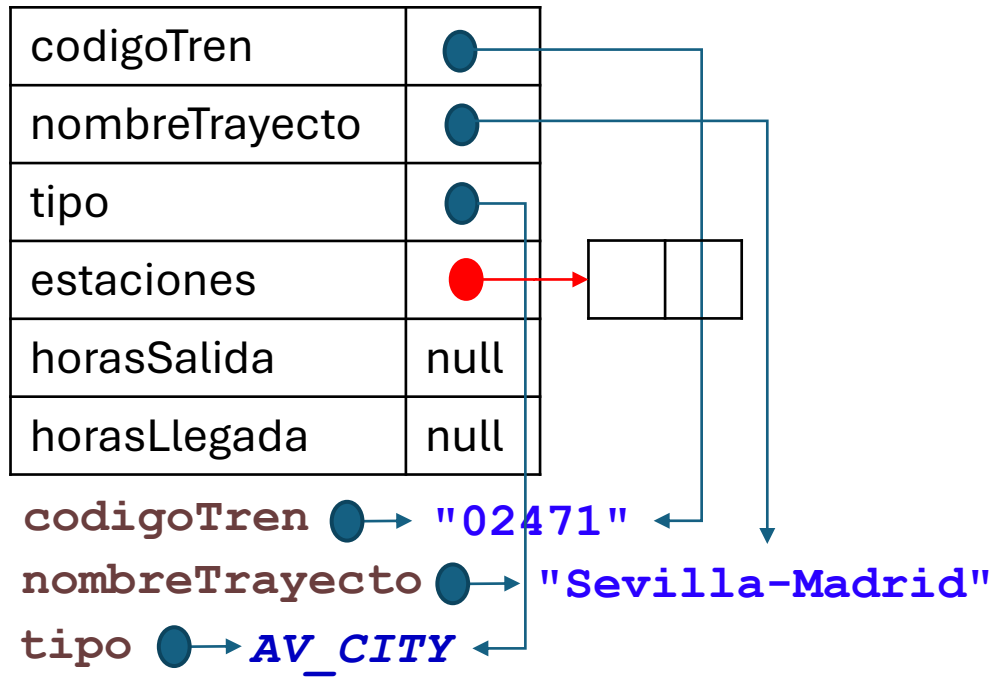 codigoTren
nombreTrayecto
tipo
estaciones
horasSalida null
horasLlegada null
codigoTren "02471"
nombreTrayecto "Sevilla-Madrid"
tipo AV_CITY